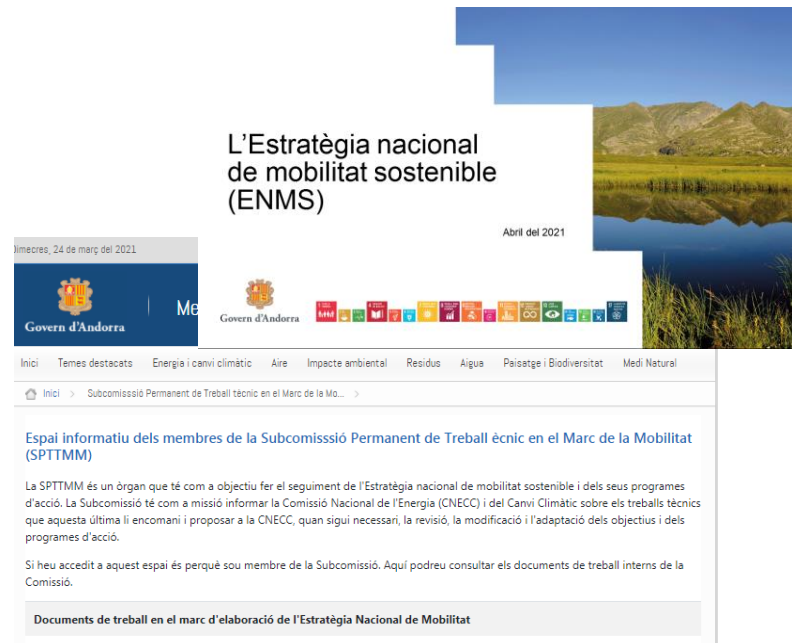 L'Estratègia nacional
de mobilitat sostenible
(ENMS)
Abril del 2021
Govern d'Andorra
Dimecres, 24 de març del 2021
Govern d'Andorra
Me
Inici Temes destacats Energia i canvi climàtic Aire Impacte ambiental Residus Aigua Paisatge i Biodiversitat Medi Natural
Inici > Subcomisssió Permanent de Treball tècnic en el Marc de la Mo... >
Espai informatiu dels membres de la Subcomisssió Permanent de Treball ècnic en el Marc de la Mobilitat
(SPTTMM)
La SPTTMM és un òrgan que té com a objectiu fer el seguiment de l'Estratègia nacional de mobilitat sostenible i dels seus programes
d'acció. La Subcomissió té com a missió informar la Comissió Nacional de l'Energia (CNECC) i del Canvi Climàtic sobre els treballs tècnics
que aquesta última li encomani i proposar a la CNECC, quan sigui necessari, la revisió, la modificació i l'adaptació dels objectius i dels
programes d'acció.
Si heu accedit a aquest espai és perquè sou membre de la Subcomissió. Aquí podreu consultar els documents de treball interns de la
Comissió.
Documents de treball en el marc d'elaboració de l'Estratègia Nacional de Mobilitat